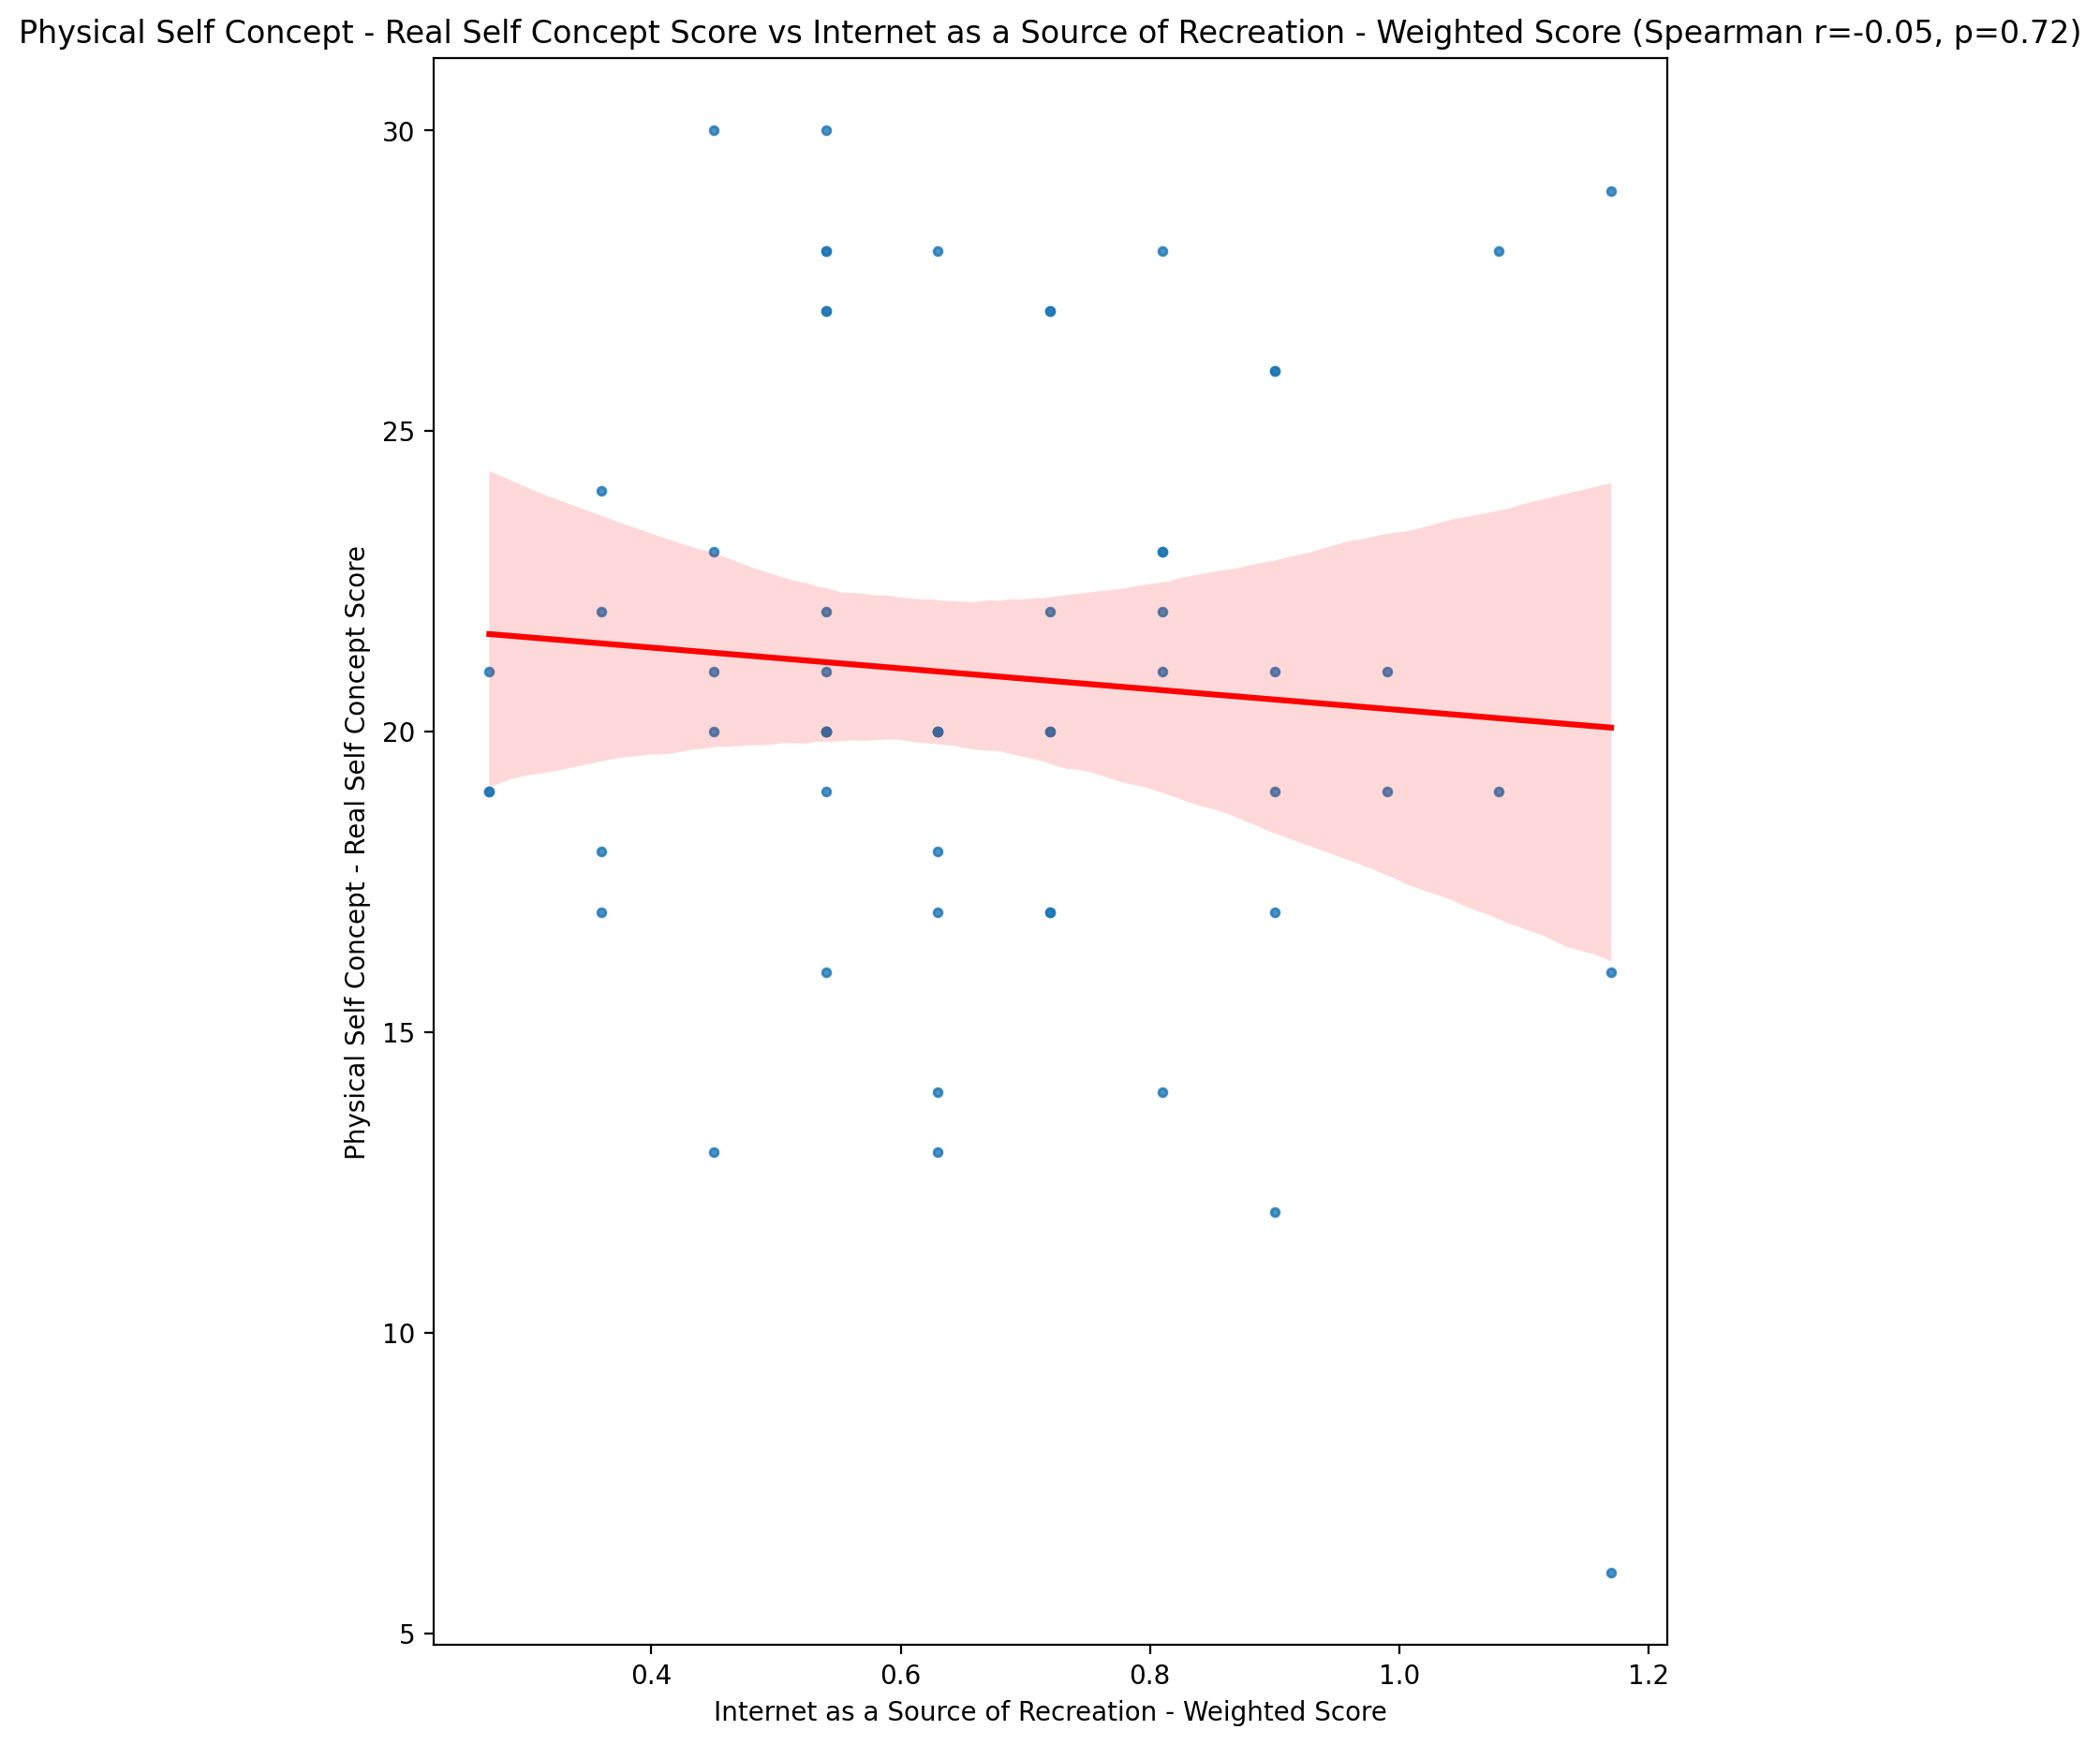 Physical Self Concept - Real Self Concept Score vs Internet as a Source of Recreation - Weighted Score (Spearman r=-0.05, p=0.72)
Physical Self Concept - Real Self Concept Score
30
25
20
15
10
5
0.4 0.6 0.8 1.0 1.2
Internet as a Source of Recreation - Weighted Score